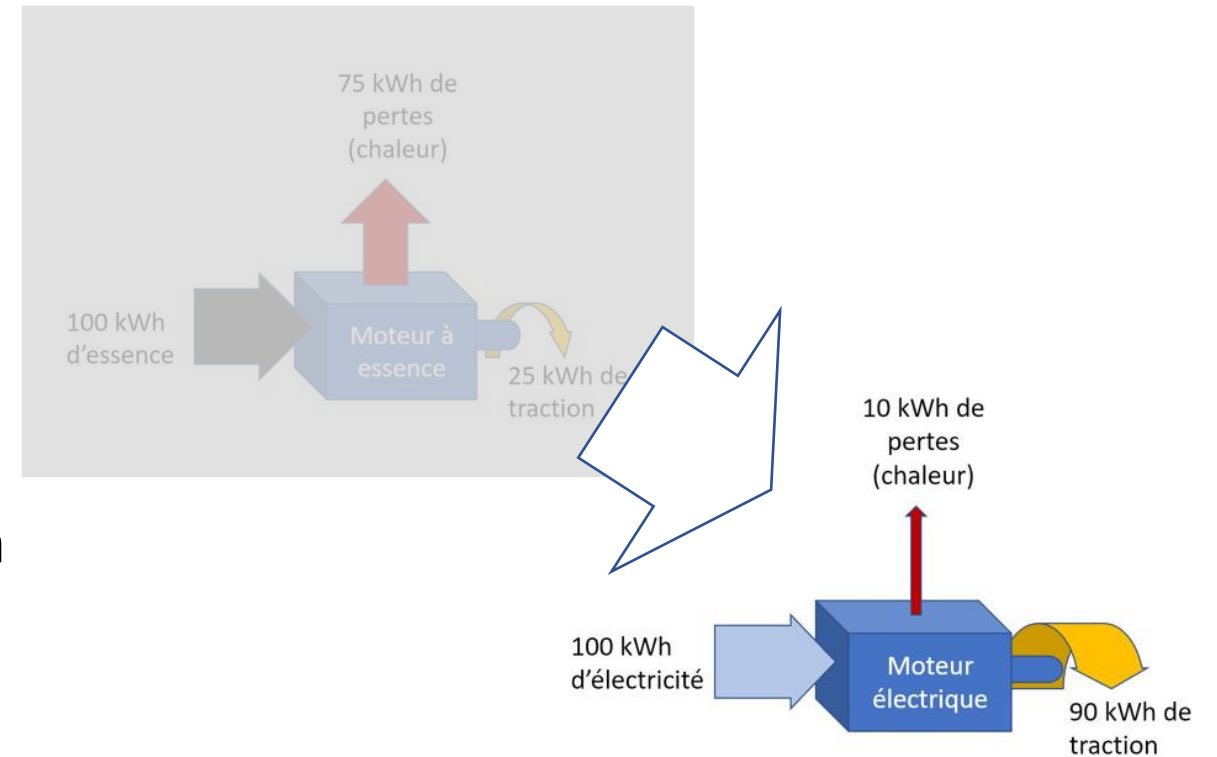 75 kWh de
pertes
(chaleur)
100 kWh
d'essence
Moteur à
essence
25 kWh de
traction
10 kWh de
pertes
(chaleur)
100 kWh
d'électricité
Moteur
électrique
90 kWh de
traction